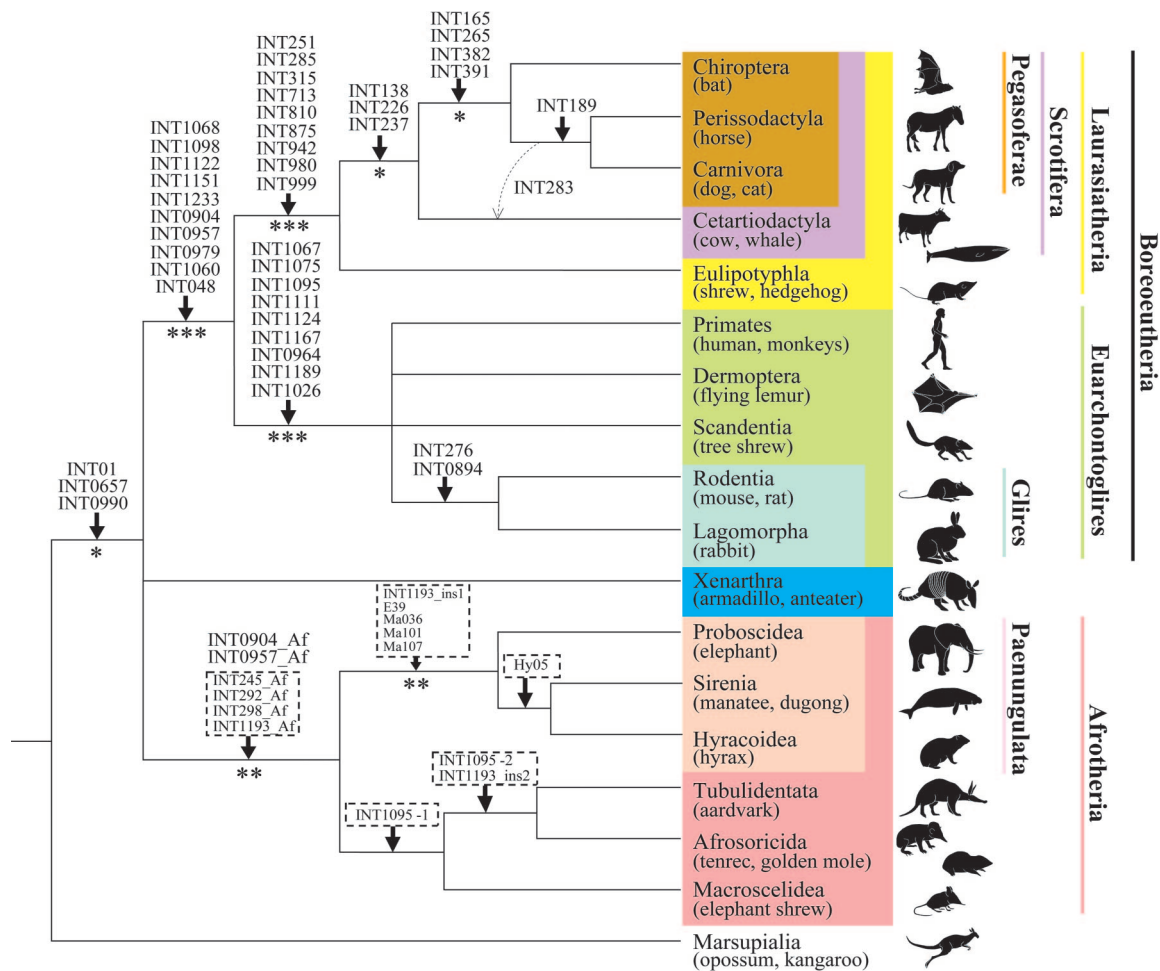 INT165
INT265
INT382
INT391
INT251
INT285
INT315
INT713
INT810
INT875
INT942
INT980
INT999
INT138
INT226
INT237
INT189
INT283
INT1068
INT1098
INT1122
INT1151
INT1233
INT0904
INT0957
INT0979
INT1060
INT048
INT1067
INT1075
INT1095
INT1111
INT1124
INT1167
INT0964
INT1189
INT1026
INT276
INT0894
INT01
INT0657
INT0990
INT1193_ins1
E39
Ma036
Ma101
Ma107
Hy05
INT0904_Af
INT0957_Af
INT245_Af
INT292_Af
INT298_Af
INT1193_Af
INT1095 -2
INT1193_ins2
INT1095 -1
*
*
***
***
***
*
**
**
Chiroptera
(bat)
Perissodactyla
(horse)
Carnivora
(dog, cat)
Cetartiodactyla
(cow, whale)
Eulipotyphla
(shrew, hedgehog)
Primates
(human, monkeys)
Dermoptera
(flying lemur)
Scandentia
(tree shrew)
Rodentia
(mouse, rat)
Lagomorpha
(rabbit)
Xenarthra
(armadillo, anteater)
Proboscidea
(elephant)
Sirenia
(manatee, dugong)
Hyracoidea
(hyrax)
Tubulidentata
(aardvark)
Afrosoricida
(tenrec, golden mole)
Macroscelidea
(elephant shrew)
Marsupialia
(opossum, kangaroo)
Pegasoferae
Scrotifera
Laurasiatheria
Boreoeutheria
Euarchontoglires
Glires
Paenungulata
Afrotheria